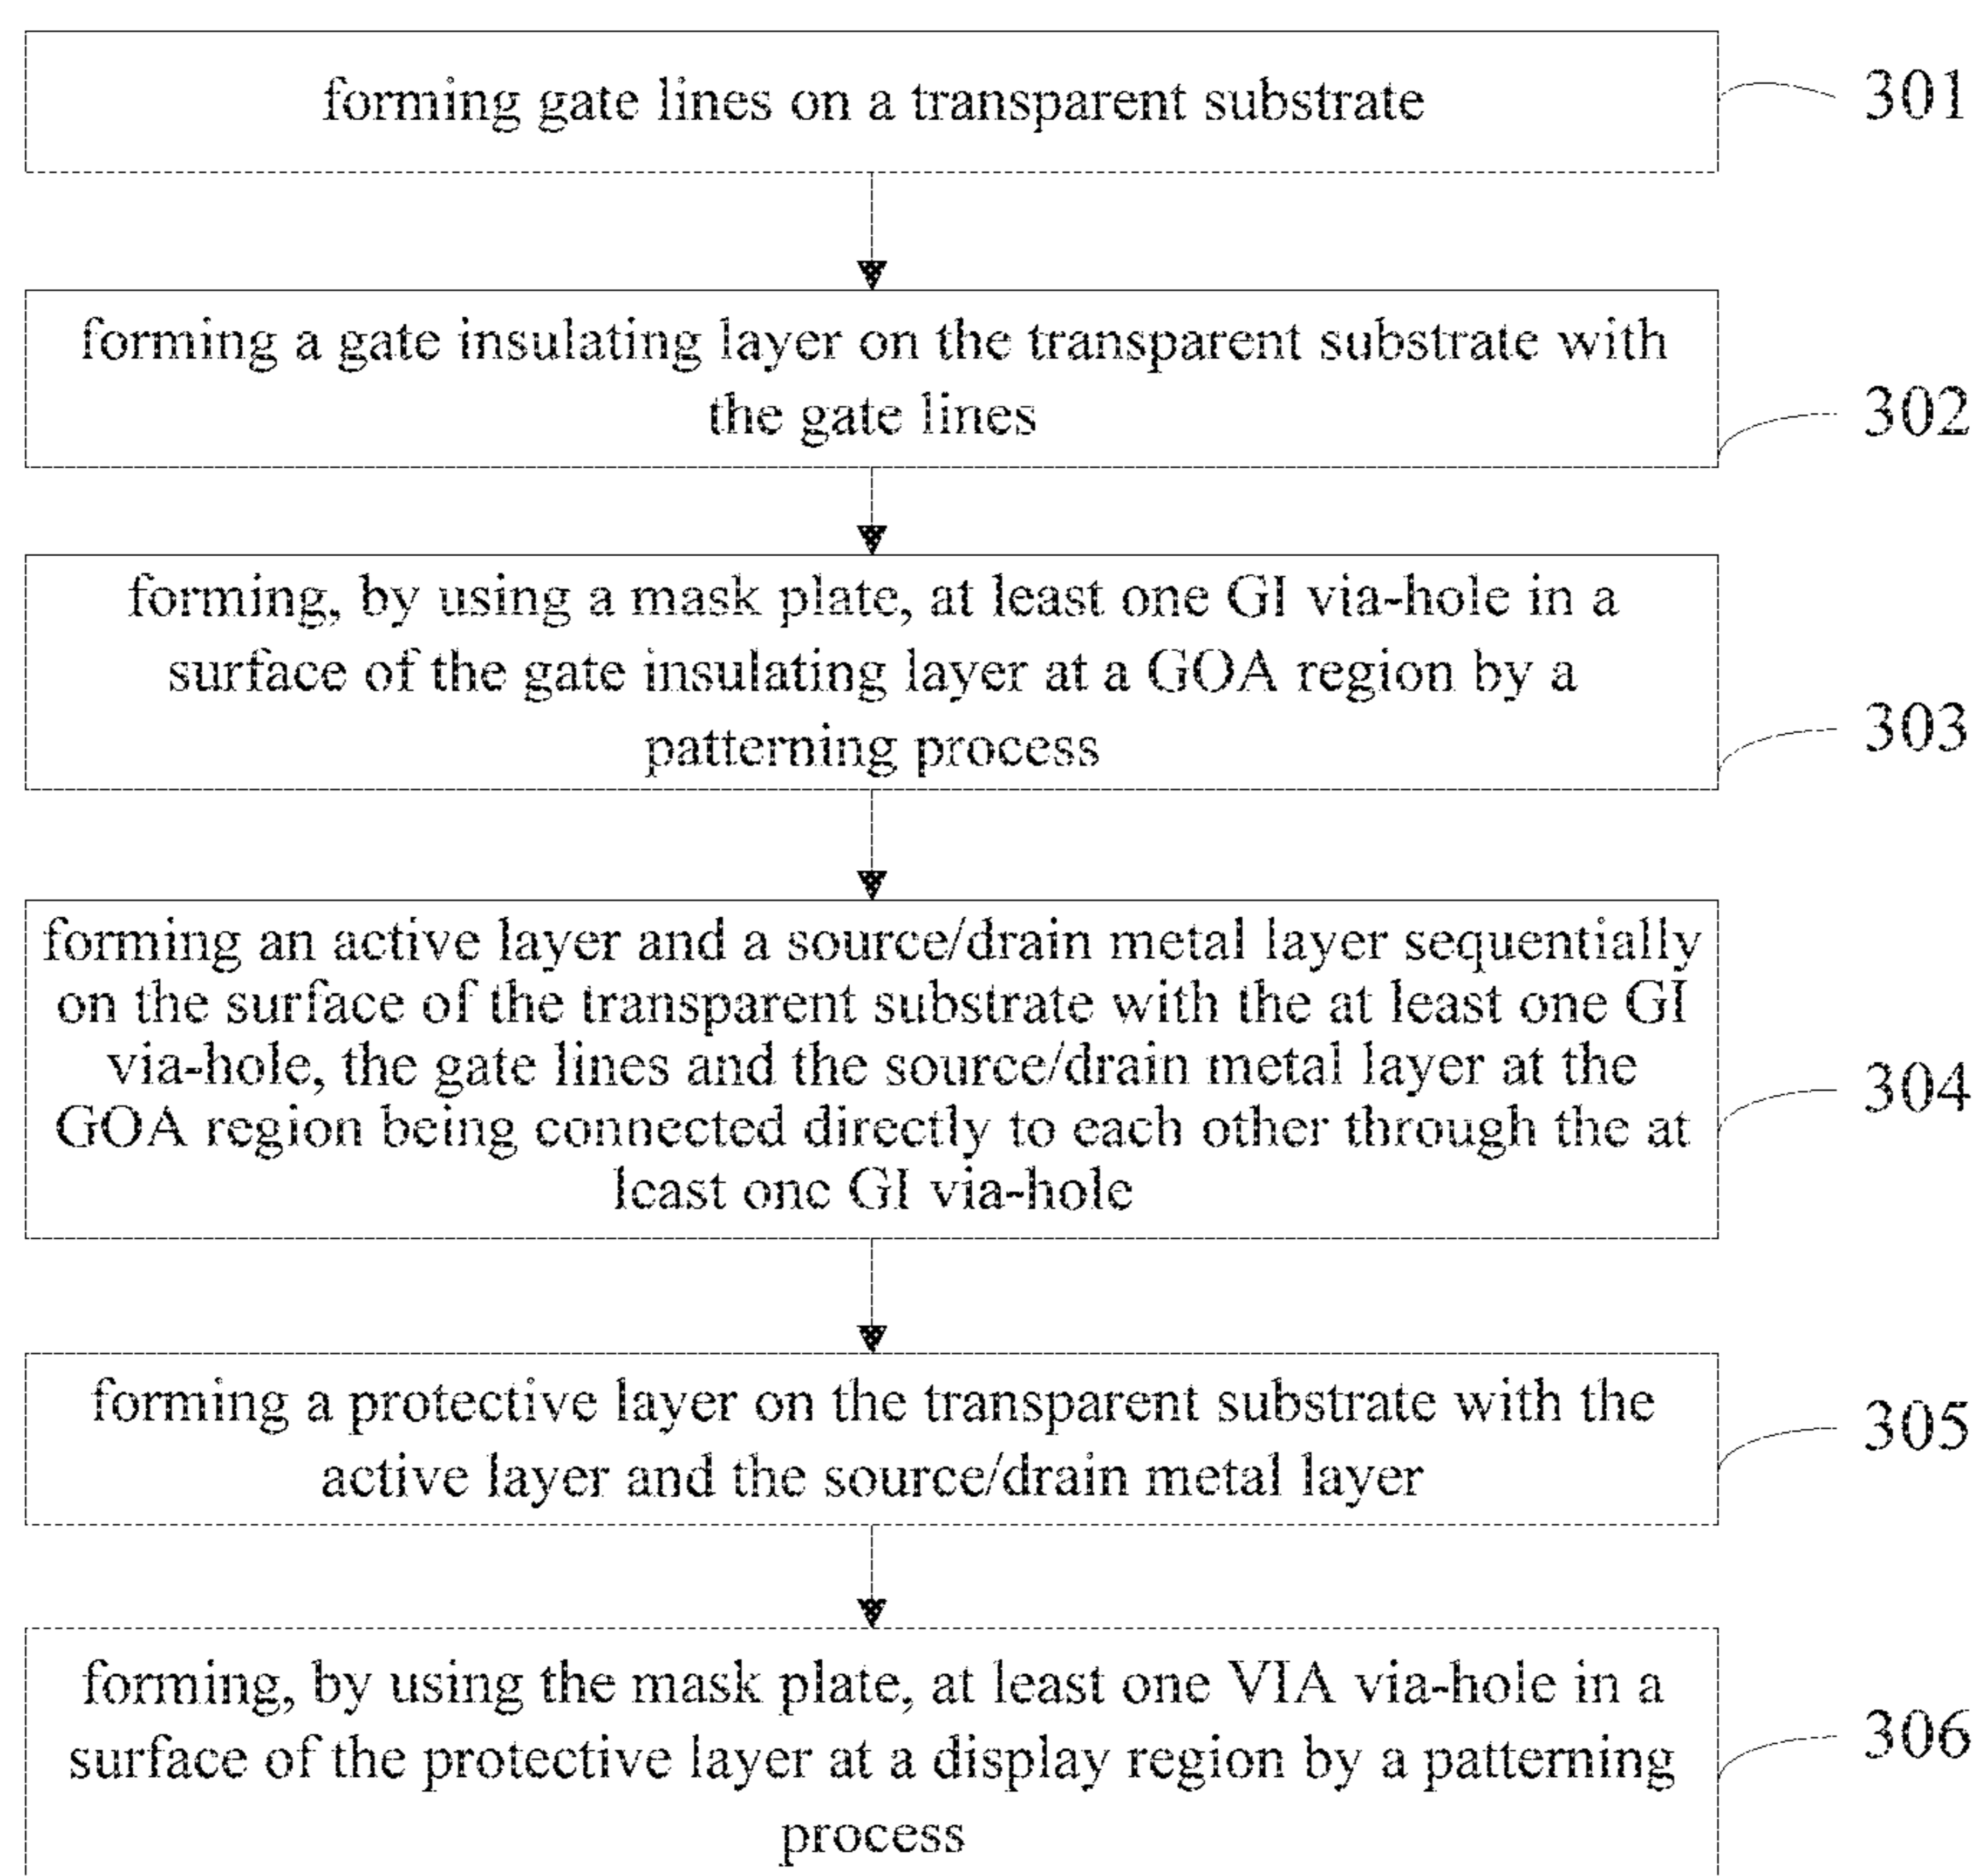 forming gate lines on a transparent substrate
301
forming a gate insulating layer on the transparent substrate with
the gate lines
302
forming, by using a mask plate, at least one GI via-hole in a
surface of the gate insulating layer at a GOA region by a
patterning process
303
forming an active layer and a source/drain metal layer sequentially
on the surface of the transparent substrate with the at least one GI
via-hole, the gate lines and the source/drain metal layer at the
GOA region being connected directly to each other through the at
least one GI via-hole
304
forming a protective layer on the transparent substrate with the
active layer and the source/drain metal layer
305
forming, by using the mask plate, at least one VIA via-hole in a
surface of the protective layer at a display region by a patterning
process
306